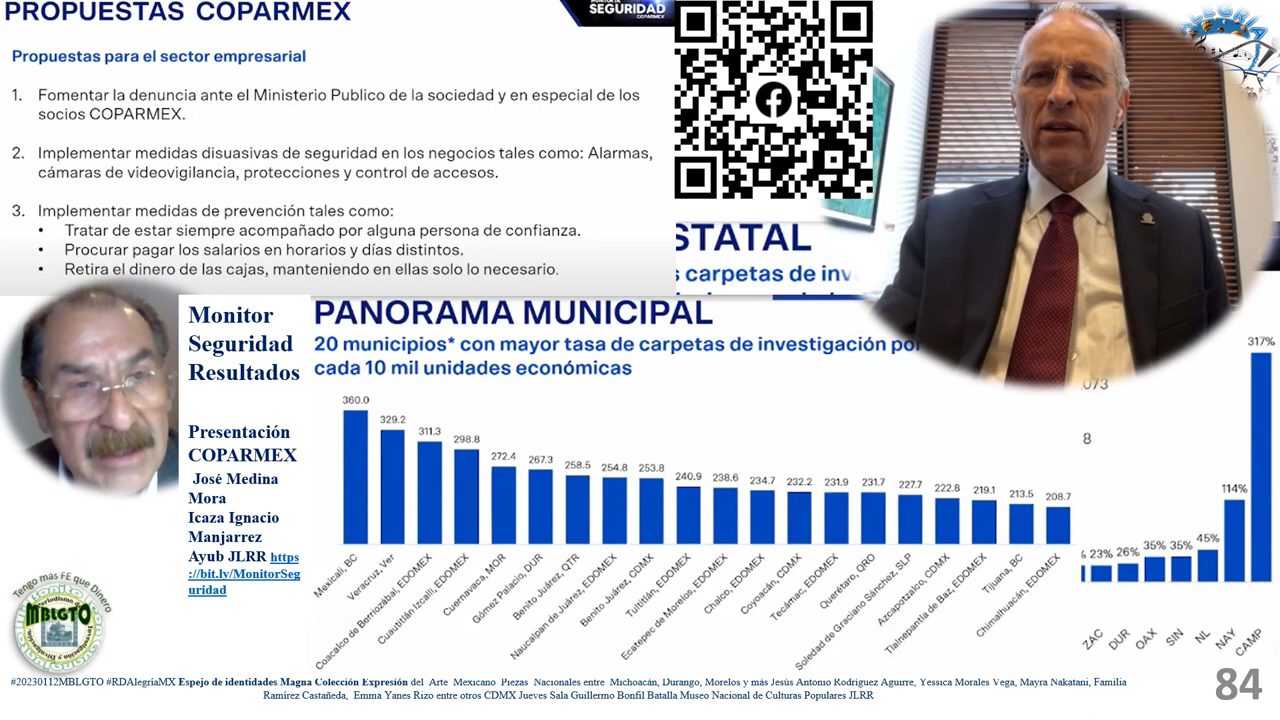 PROPUESTAS COPARMEX
SEGURIDAD
COPARMEX
Propuestas para el sector empresarial
1. Fomentar la denuncia ante el Ministerio Publico de la sociedad y en especial de los
socios COPARMEX.
2. Implementar medidas disuasivas de seguridad en los negocios tales como: Alarmas,
cámaras de videovigilancia, protecciones y control de accesos.
3. Implementar medidas de prevención tales como:
• Tratar de estar siempre acompañado por alguna persona de confianza.
• Procurar pagar los salarios en horarios y días distintos.
• Retira el dinero de las cajas, manteniendo en ellas solo lo necesario.
ALEGRIA
STATAL
s carpetas de inv
Monitor
Seguridad
Resultados
Presentación
COPARMEX
José Medina
Mora
Icaza Ignacio
Manjarrez
Ayub JLRR https
://bit.ly/MonitorSeg
uridad
PANORAMA MUNICIPAL
20 municipios* con mayor tasa de carpetas de investigación por
cada 10 mil unidades económicas
360.0 329.2 311.3 298.8 272.4 267.3 258.5 254.8 253.8 240.9 238.6 234.7 232.2 231.9 231.7 227.7 222.8 219.1 213.5 208.7
Mexicali, BC
Veracruz, Ver
Coacalco de Berriozábal, EDOMEX
Cuautitlán Izcalli, EDOMEX
Cuernavaca, MOR
Gómez Palacio, DUR
Benito Juárez, QTR
Naucalpan de Juárez, EDOMEX
Benito Juárez, CDMX
Tultitlán, EDOMEX
Ecatepec de Morelos, EDOMEX
Chalco, EDOMEX
Coyoacán, CDMX
Tecámac, EDOMEX
Querétaro, QRO
Soledad de Graciano Sánchez, SLP
Azcapotzalco, CDMX
Tlalnepantla de Baz, EDOMEX
Tijuana, BC
Chimalhuacán, EDOMEX
,073
8
% 23% 26% 35% 35% 45% 114% 317%
ZAC DUR OAX SIN NL NAY CAMP
Tengo más FE que Dinero
MBLGTO
#20230112MBLGTO #RDAlegríaMX Espejo de identidades Magna Colección Expresión del Arte Mexicano Piezas Nacionales entre Michoacán, Durango, Morelos y más Jesús Antonio Rodríguez Aguirre, Yessica Morales Vega, Mayra Nakatani, Familia
Ramírez Castañeda, Emma Yanes Rizo entre otros CDMX Jueves Sala Guillermo Bonfil Batalla Museo Nacional de Culturas Populares JLRR
84